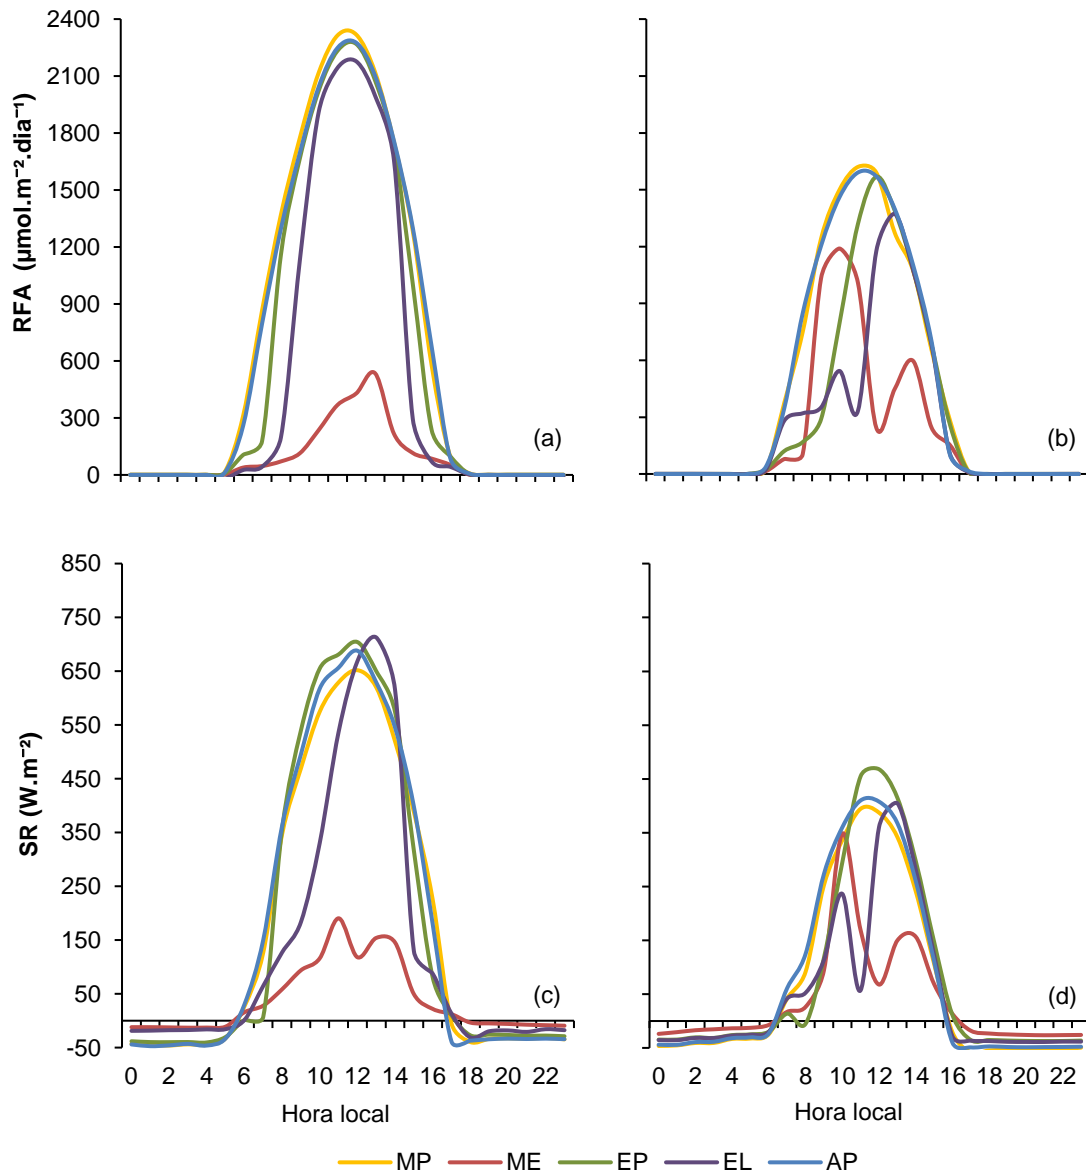 2400
2100
1800
1500
1200
900
600
300
0
RFA (µmol.m⁻².dia⁻¹)
(a)
(b)
850
750
650
550
450
350
250
150
50
-50
SR (W.m⁻²)
(c)
(d)
0 2 4 6 8 10 12 14 16 18 20 22
0 2 4 6 8 10 12 14 16 18 20 22
Hora local
Hora local
MP ME EP EL AP